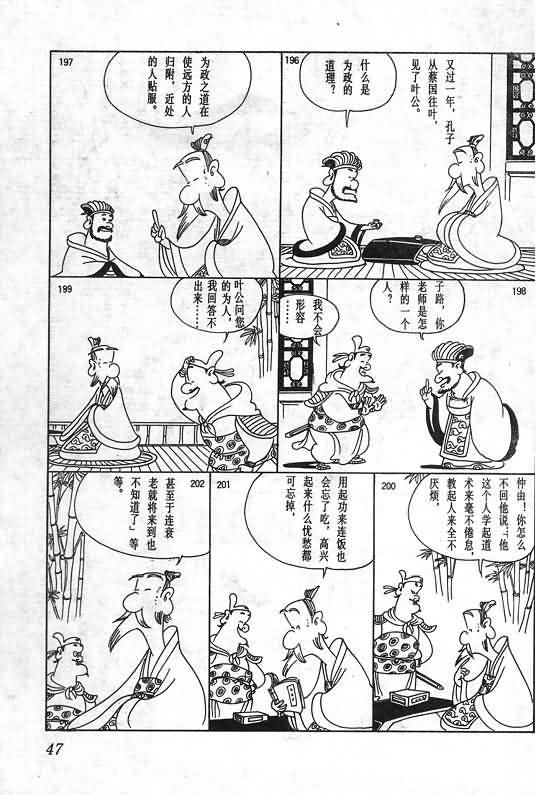 196
又过一年，孔子
从蔡国往叶，
见了叶公。
什么是
为政的
道理？
197
为政之道在
使远方的人
归附，近处
的人贴服。
198
子路，你
老师是怎
样的一个
人？
我不会
形容
……
199
叶公问您
的为人，
我回答不
出来……
200
仲由！你怎么
不回他说：「他
这个人学起道
术来毫不倦怠，
教起人来全不
厌烦，
201
用起功来连饭也
会忘了吃，高兴
起来什么忧愁都
可忘掉，
202
甚至于连衰
老就将来到也
不知道了」等
等。
47